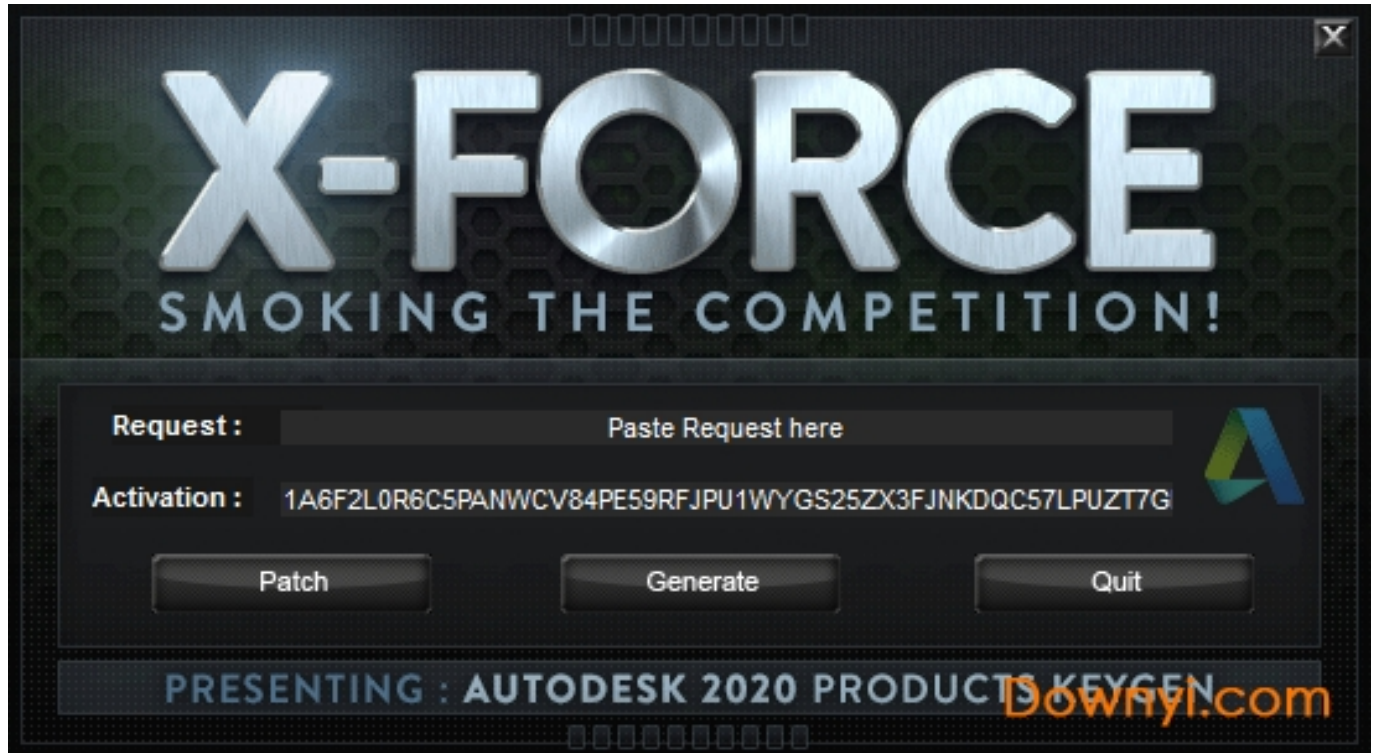 X-FORCE
SMOKING THE COMPETITION!
Request :
Paste Request here
Activation :
1A6F2L0R6C5PANWCV84PE59RFJPU1WYGS25ZX3FJNKDQC57LPUZT7G
Patch
Generate
Quit
PRESENTING : AUTODESK 2020 PRODUCTS KEYGEN
Downyi.com